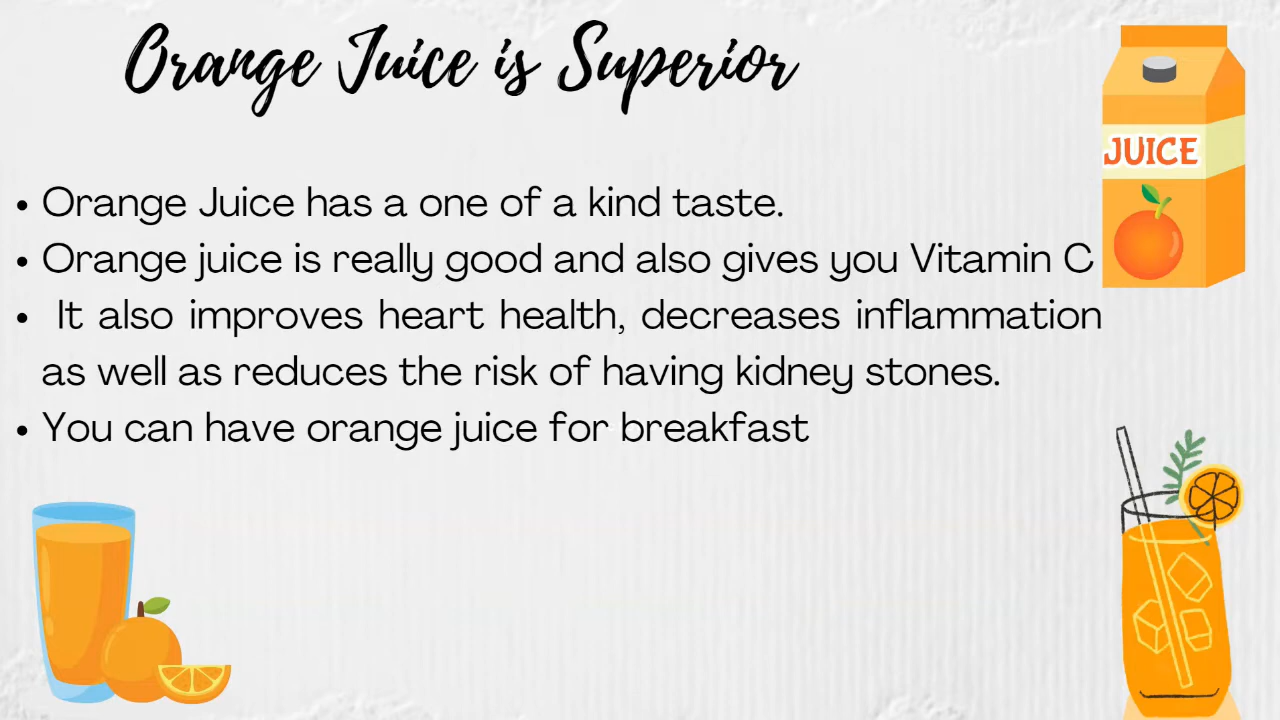 Orange Juice is Superior
JUICE
• Orange Juice has a one of a kind taste.
• Orange juice is really good and also gives you Vitamin C
• It also improves heart health, decreases inflammation
as well as reduces the risk of having kidney stones.
• You can have orange juice for breakfast